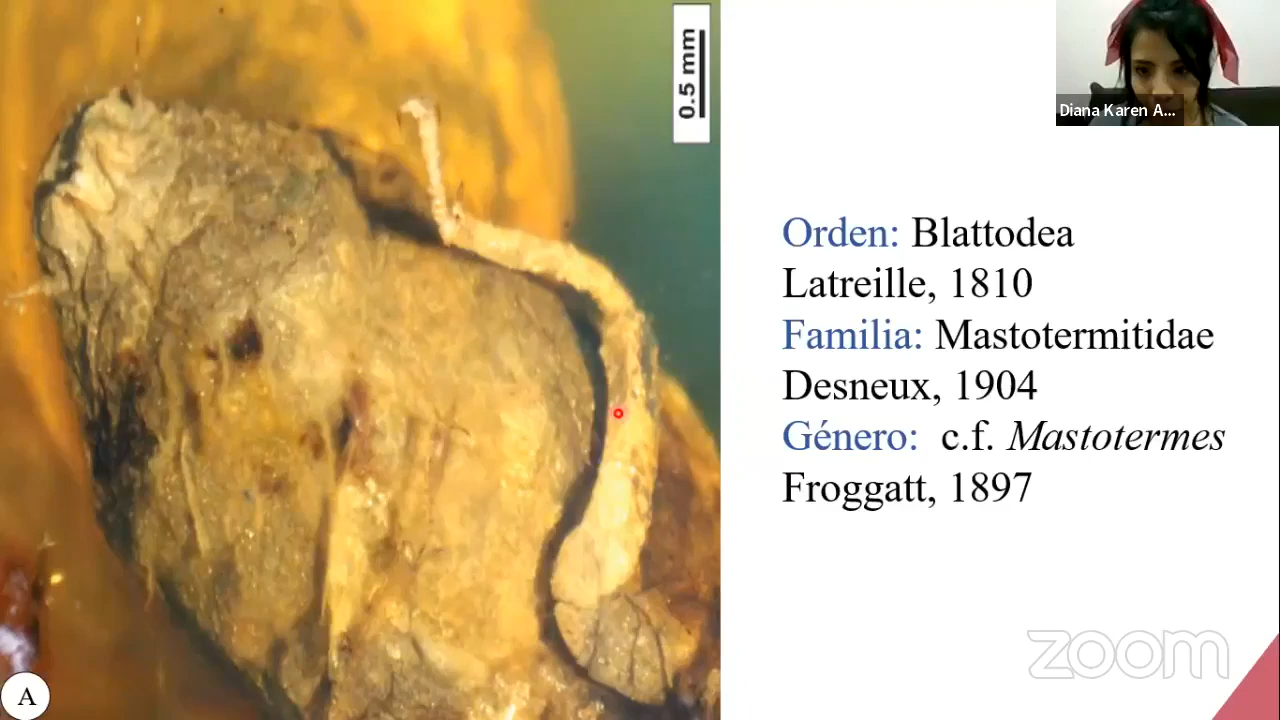 0.5 mm
Diana Karen A...
Orden: Blattodea
Latreille, 1810
Familia: Mastotermitidae
Desneux, 1904
Género: c.f. Mastotermes
Froggatt, 1897
zoom
A